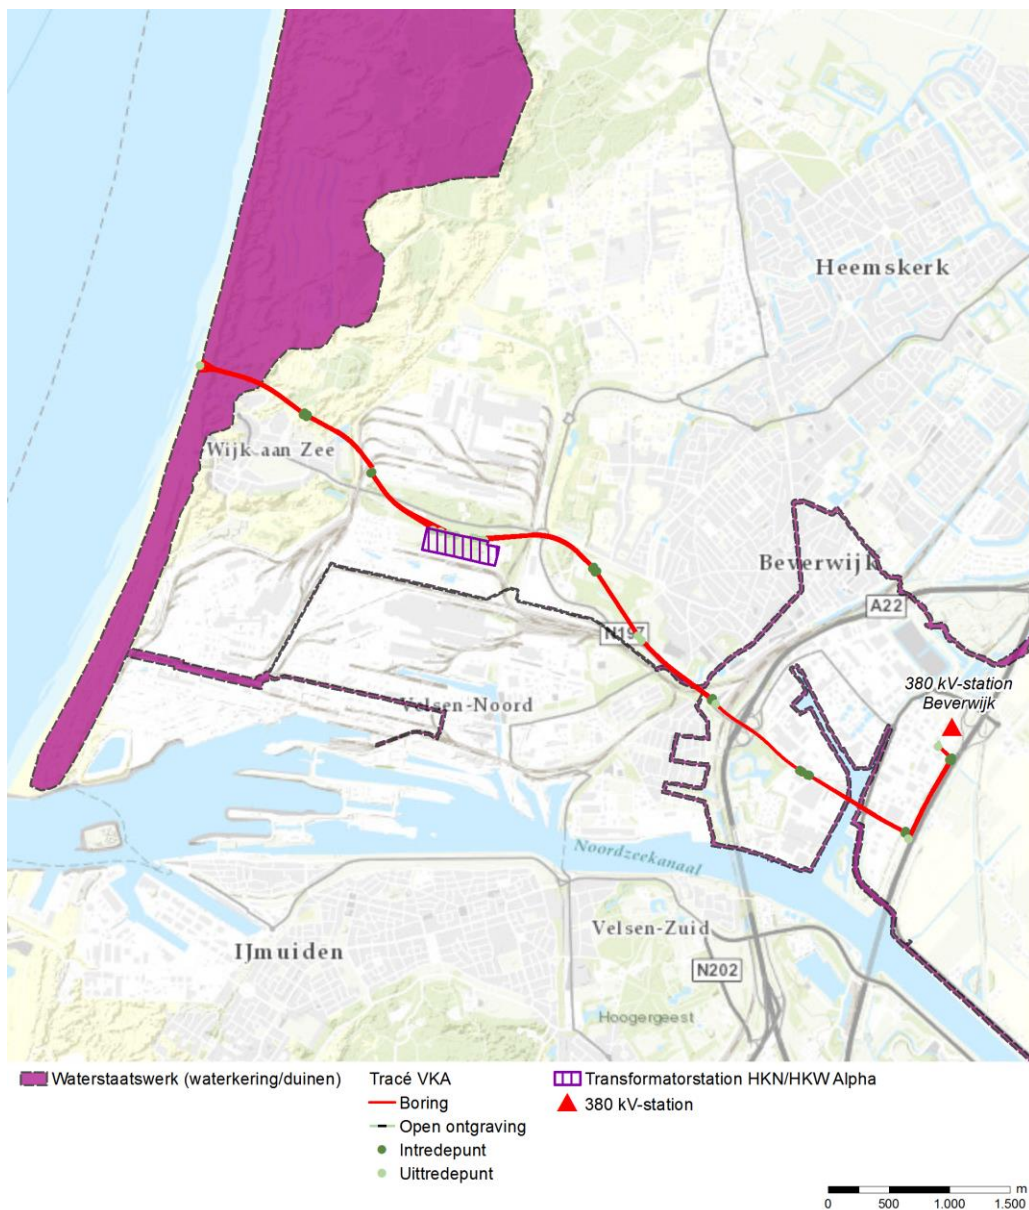 Heemskerk
Wijk aan Zee
Beverwijk
A22
N197
380 kV-station
Beverwijk
Velsen-Noord
Noordzeekanaal
IJmuiden
Velsen-Zuid
N202
Hoogergeest
Waterstaatswerk (waterkering/duinen)
Tracé VKA
Boring
Open ontgraving
Intredepunt
Uittredepunt
Transformatorstation HKN/HKW Alpha
380 kV-station
m
0 500 1.000 1.500